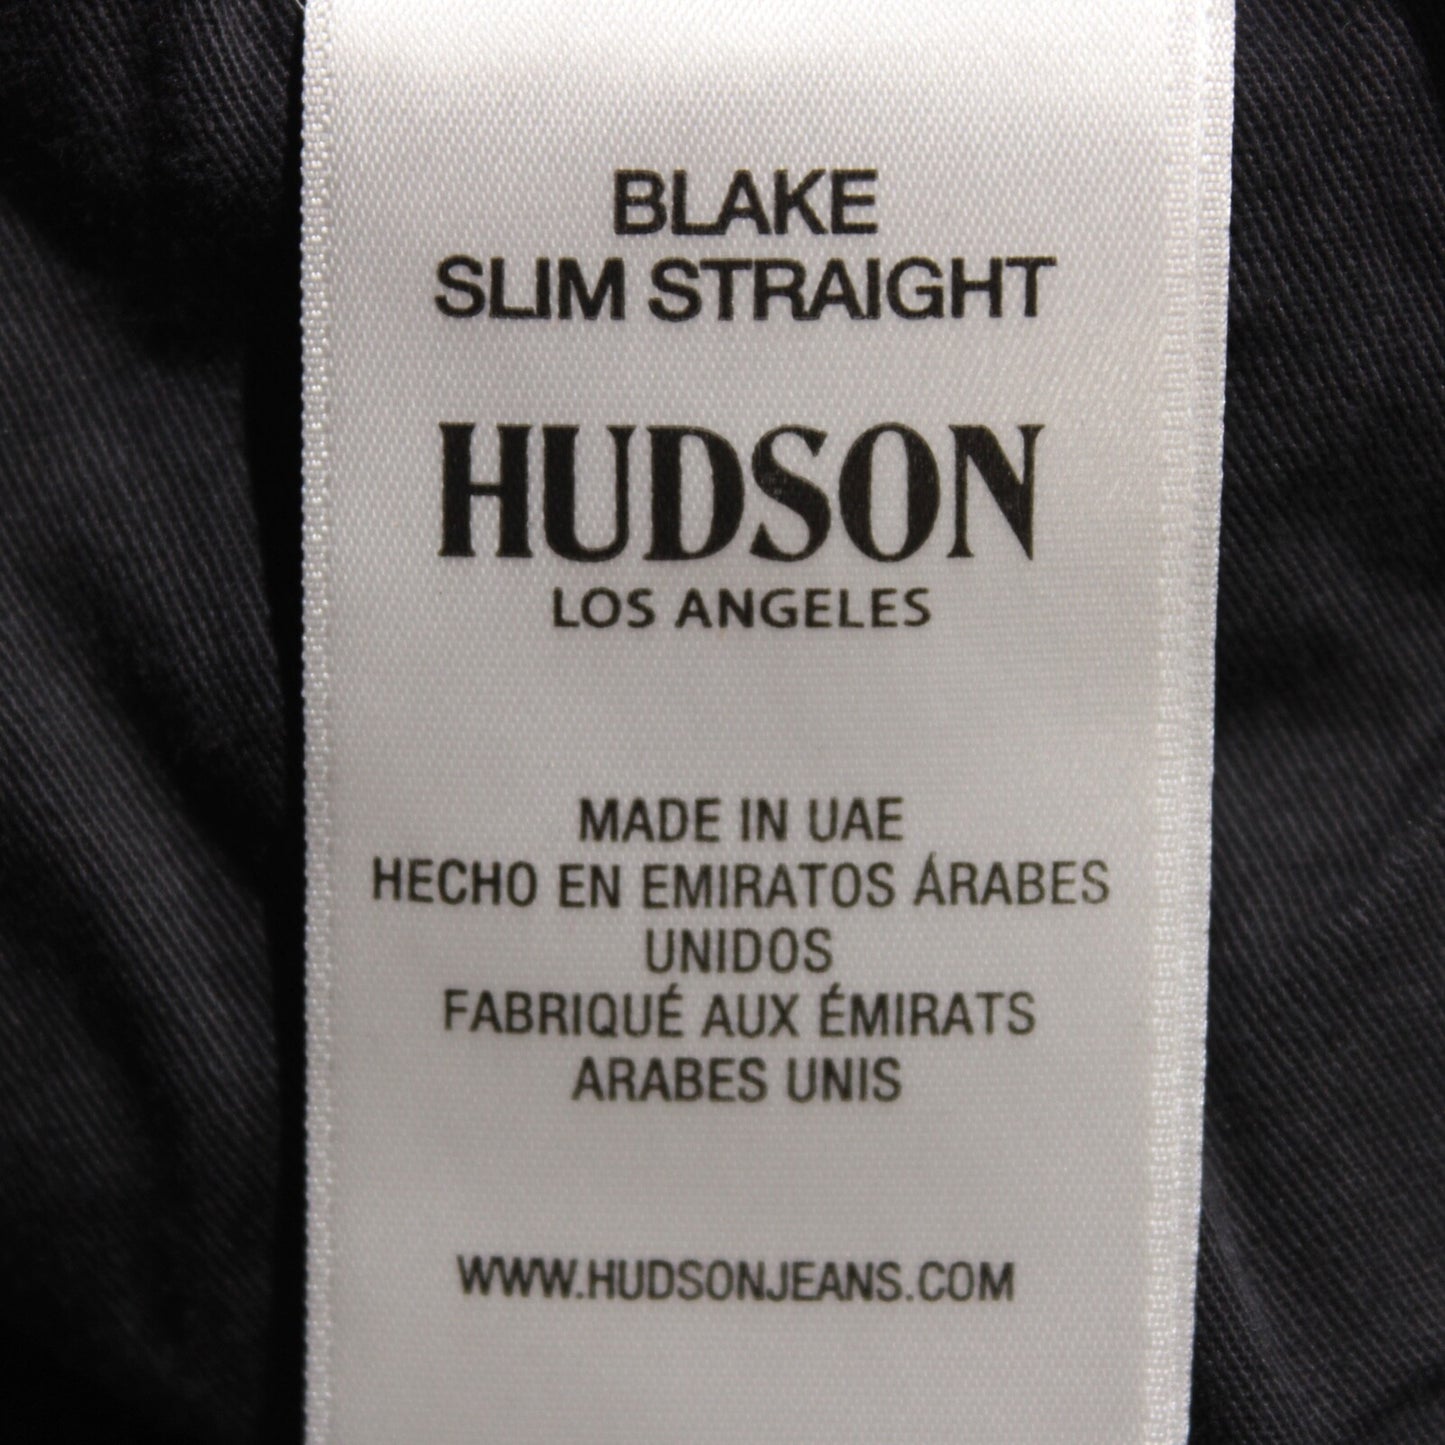 BLAKE
SLIM STRAIGHT
HUDSON
LOS ANGELES
MADE IN UAE
HECHO EN EMIRATOS ÁRABES
UNIDOS
FABRIQUÉ AUX ÉMIRATS
ARABES UNIS
WWW.HUDSONJEANS.COM